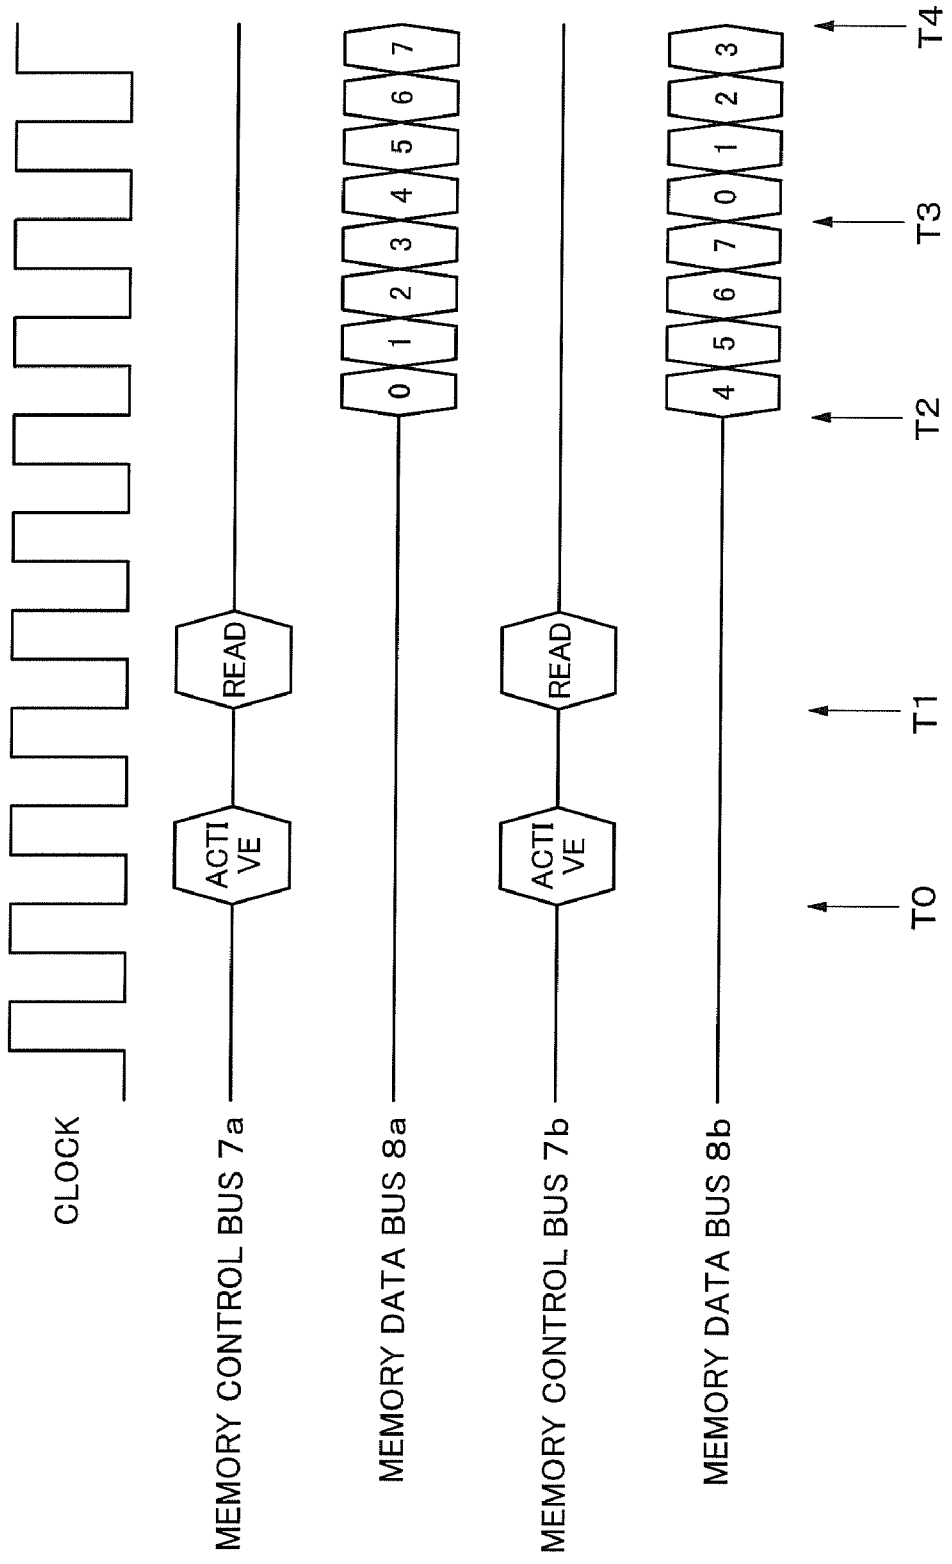 CLOCK
MEMORY CONTROL BUS 7a
ACTI
VE
READ
MEMORY DATA BUS 8a
0 1 2 3 4 5 6 7
MEMORY CONTROL BUS 7b
ACTI
VE
READ
MEMORY DATA BUS 8b
4 5 6 7 0 1 2 3
T0 T1 T2 T3 T4